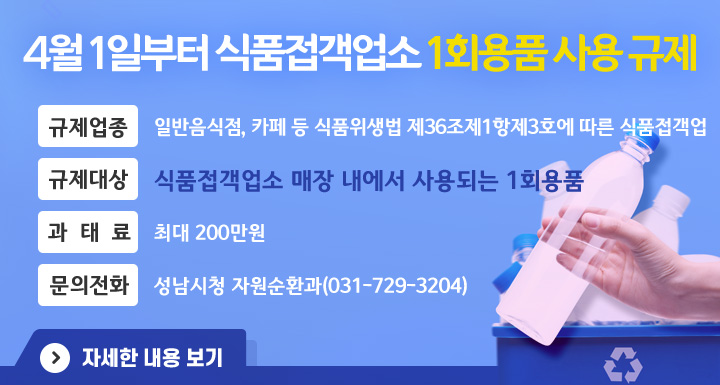 4월 1일부터 식품접객업소 1회용품 사용 규제
규제업종 일반음식점, 카페 등 식품위생법 제36조제1항제3호에 따른 식품접객업
규제대상 식품접객업소 매장 내에서 사용되는 1회용품
과 태 료 최대 200만원
문의전화 성남시청 자원순환과(031-729-3204)
자세한 내용 보기